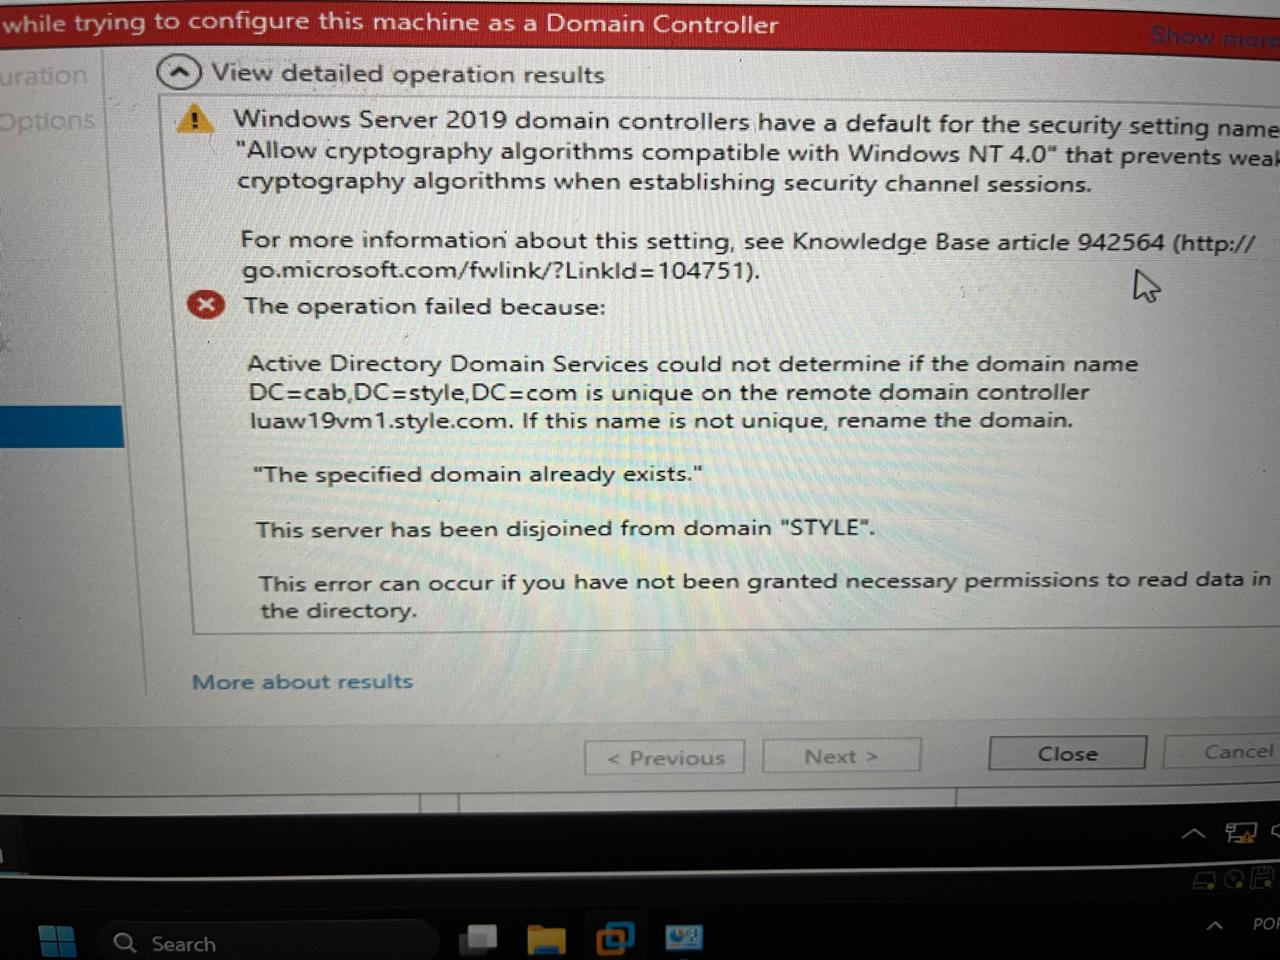 while trying to configure this machine as a Domain Controller
Show more
uration
Options
View detailed operation results
Windows Server 2019 domain controllers have a default for the security setting name
"Allow cryptography algorithms compatible with Windows NT 4.0" that prevents weak
cryptography algorithms when establishing security channel sessions.
For more information about this setting, see Knowledge Base article 942564 (http://
go.microsoft.com/fwlink/?LinkId=104751).
The operation failed because:
Active Directory Domain Services could not determine if the domain name
DC=cab,DC=style,DC=com is unique on the remote domain controller
luaw19vm1.style.com. If this name is not unique, rename the domain.
"The specified domain already exists."
This server has been disjoined from domain "STYLE".
This error can occur if you have not been granted necessary permissions to read data in
the directory.
More about results
< Previous
Next >
Close
Cancel
Search
POR